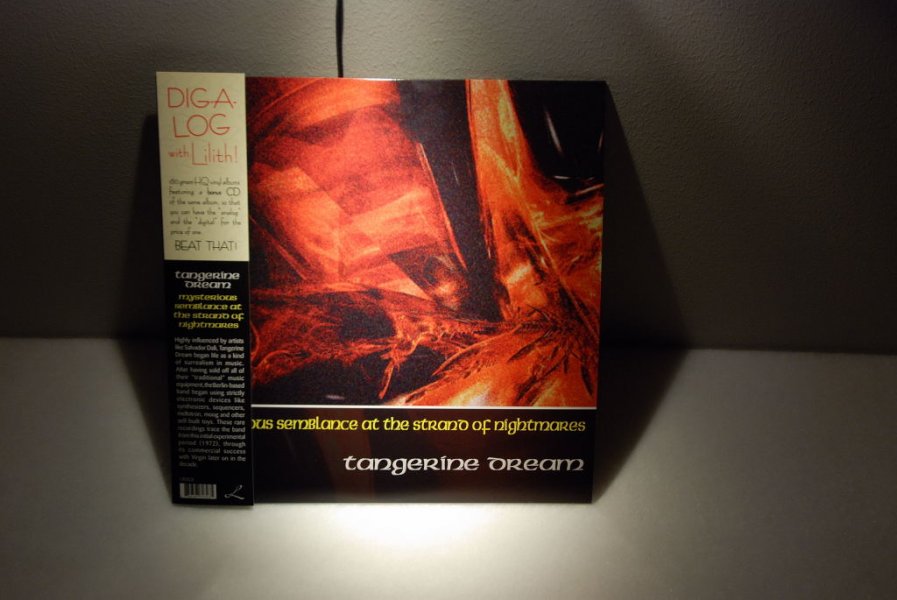 DIGA-
LOG
with Lilith!
180 gram HQ vinyl albums
featuring a bonus CD
of the same album, so that
you can have the "analog"
and the "digital" for the
price of one.
BEAT THAT!
tangerine
dream
mysterious
semblance at
the strand of
nightmares
Highly influenced by artists
like Salvador Dali, Tangerine
Dream began life as a kind
of surrealism in music.
After having sold off all of
their "traditional" music
equipment, the Berlin-based
band began using strictly
electronic devices like
synthesizers, sequencers,
mellotron, moog and other
self built toys. These rare
recordings trace the band
from this initial experimental
period (1972), through
its commercial success
with Virgin later on in the
decade.
ous semblance at the strand of nightmares
tangerine dream